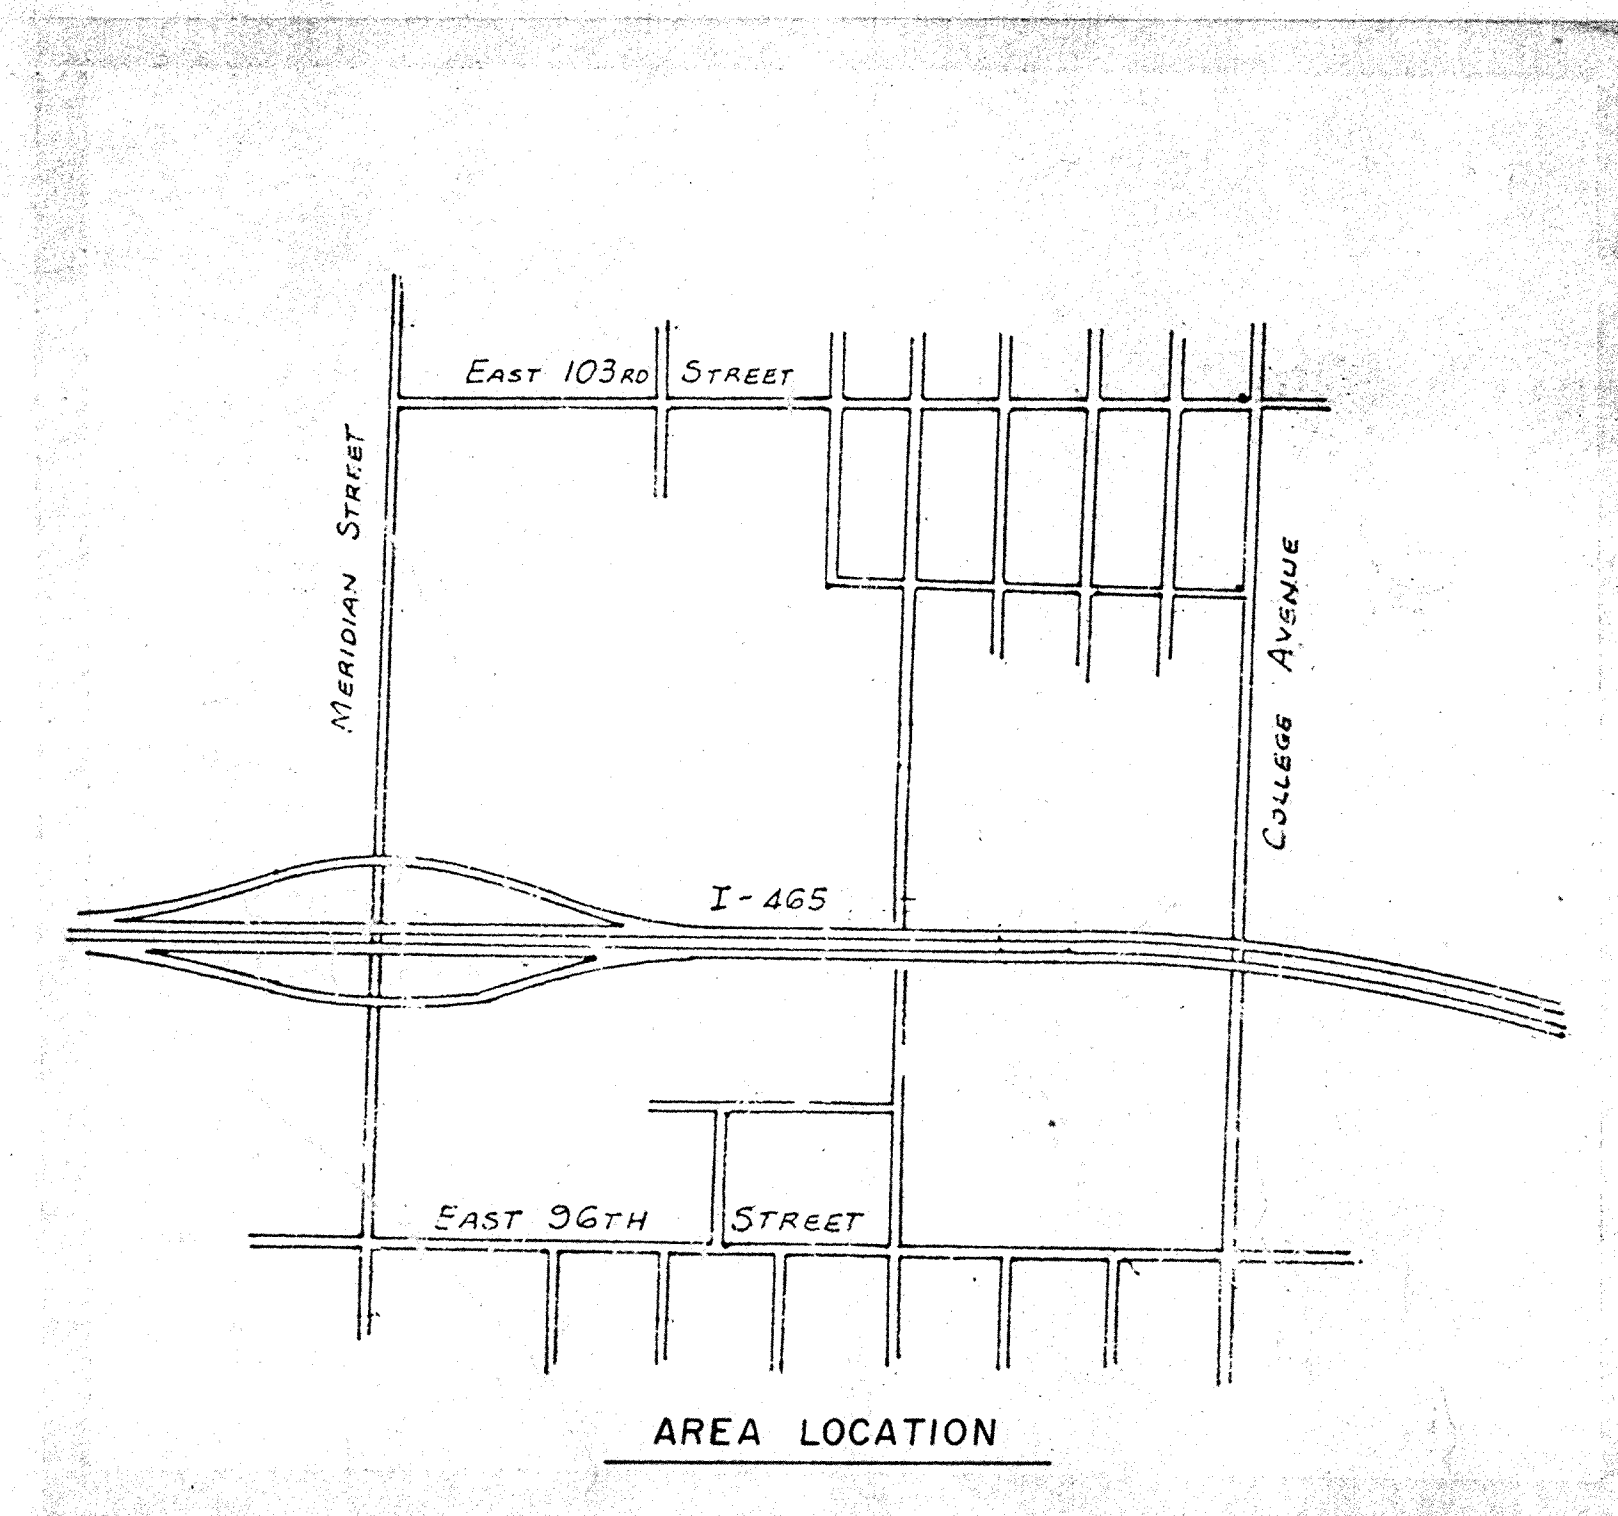 EAST 103RD STREET
MERIDIAN STREET
COLLEGE AVENUE
I-465
EAST 96TH STREET
AREA LOCATION